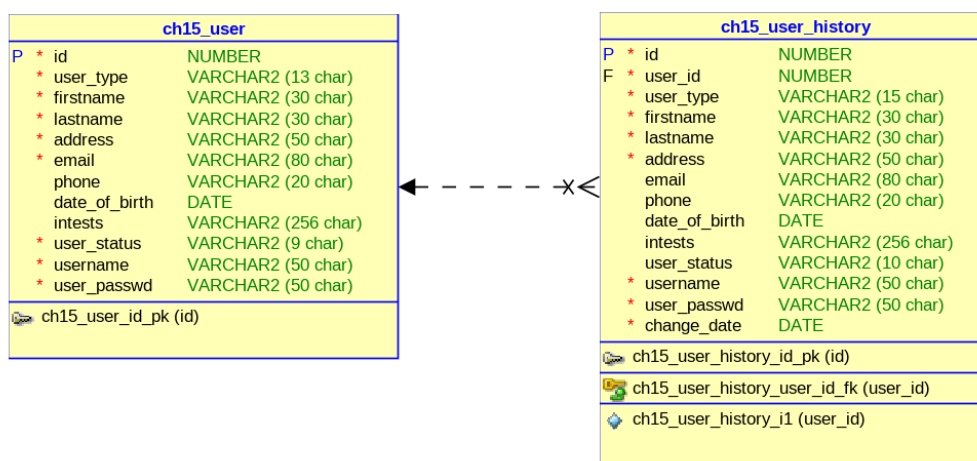 ch15_user
P * id NUMBER
* user_type VARCHAR2 (13 char)
* firstname VARCHAR2 (30 char)
* lastname VARCHAR2 (30 char)
* address VARCHAR2 (50 char)
* email VARCHAR2 (80 char)
phone VARCHAR2 (20 char)
date_of_birth DATE
intests VARCHAR2 (256 char)
* user_status VARCHAR2 (9 char)
* username VARCHAR2 (50 char)
* user_passwd VARCHAR2 (50 char)
ch15_user_id_pk (id)
ch15_user_history
P * id NUMBER
F * user_id NUMBER
* user_type VARCHAR2 (15 char)
* firstname VARCHAR2 (30 char)
* lastname VARCHAR2 (30 char)
* address VARCHAR2 (50 char)
email VARCHAR2 (80 char)
phone VARCHAR2 (20 char)
date_of_birth DATE
intests VARCHAR2 (256 char)
user_status VARCHAR2 (10 char)
* username VARCHAR2 (50 char)
* user_passwd VARCHAR2 (50 char)
* change_date DATE
ch15_user_history_id_pk (id)
ch15_user_history_user_id_fk (user_id)
ch15_user_history_i1 (user_id)